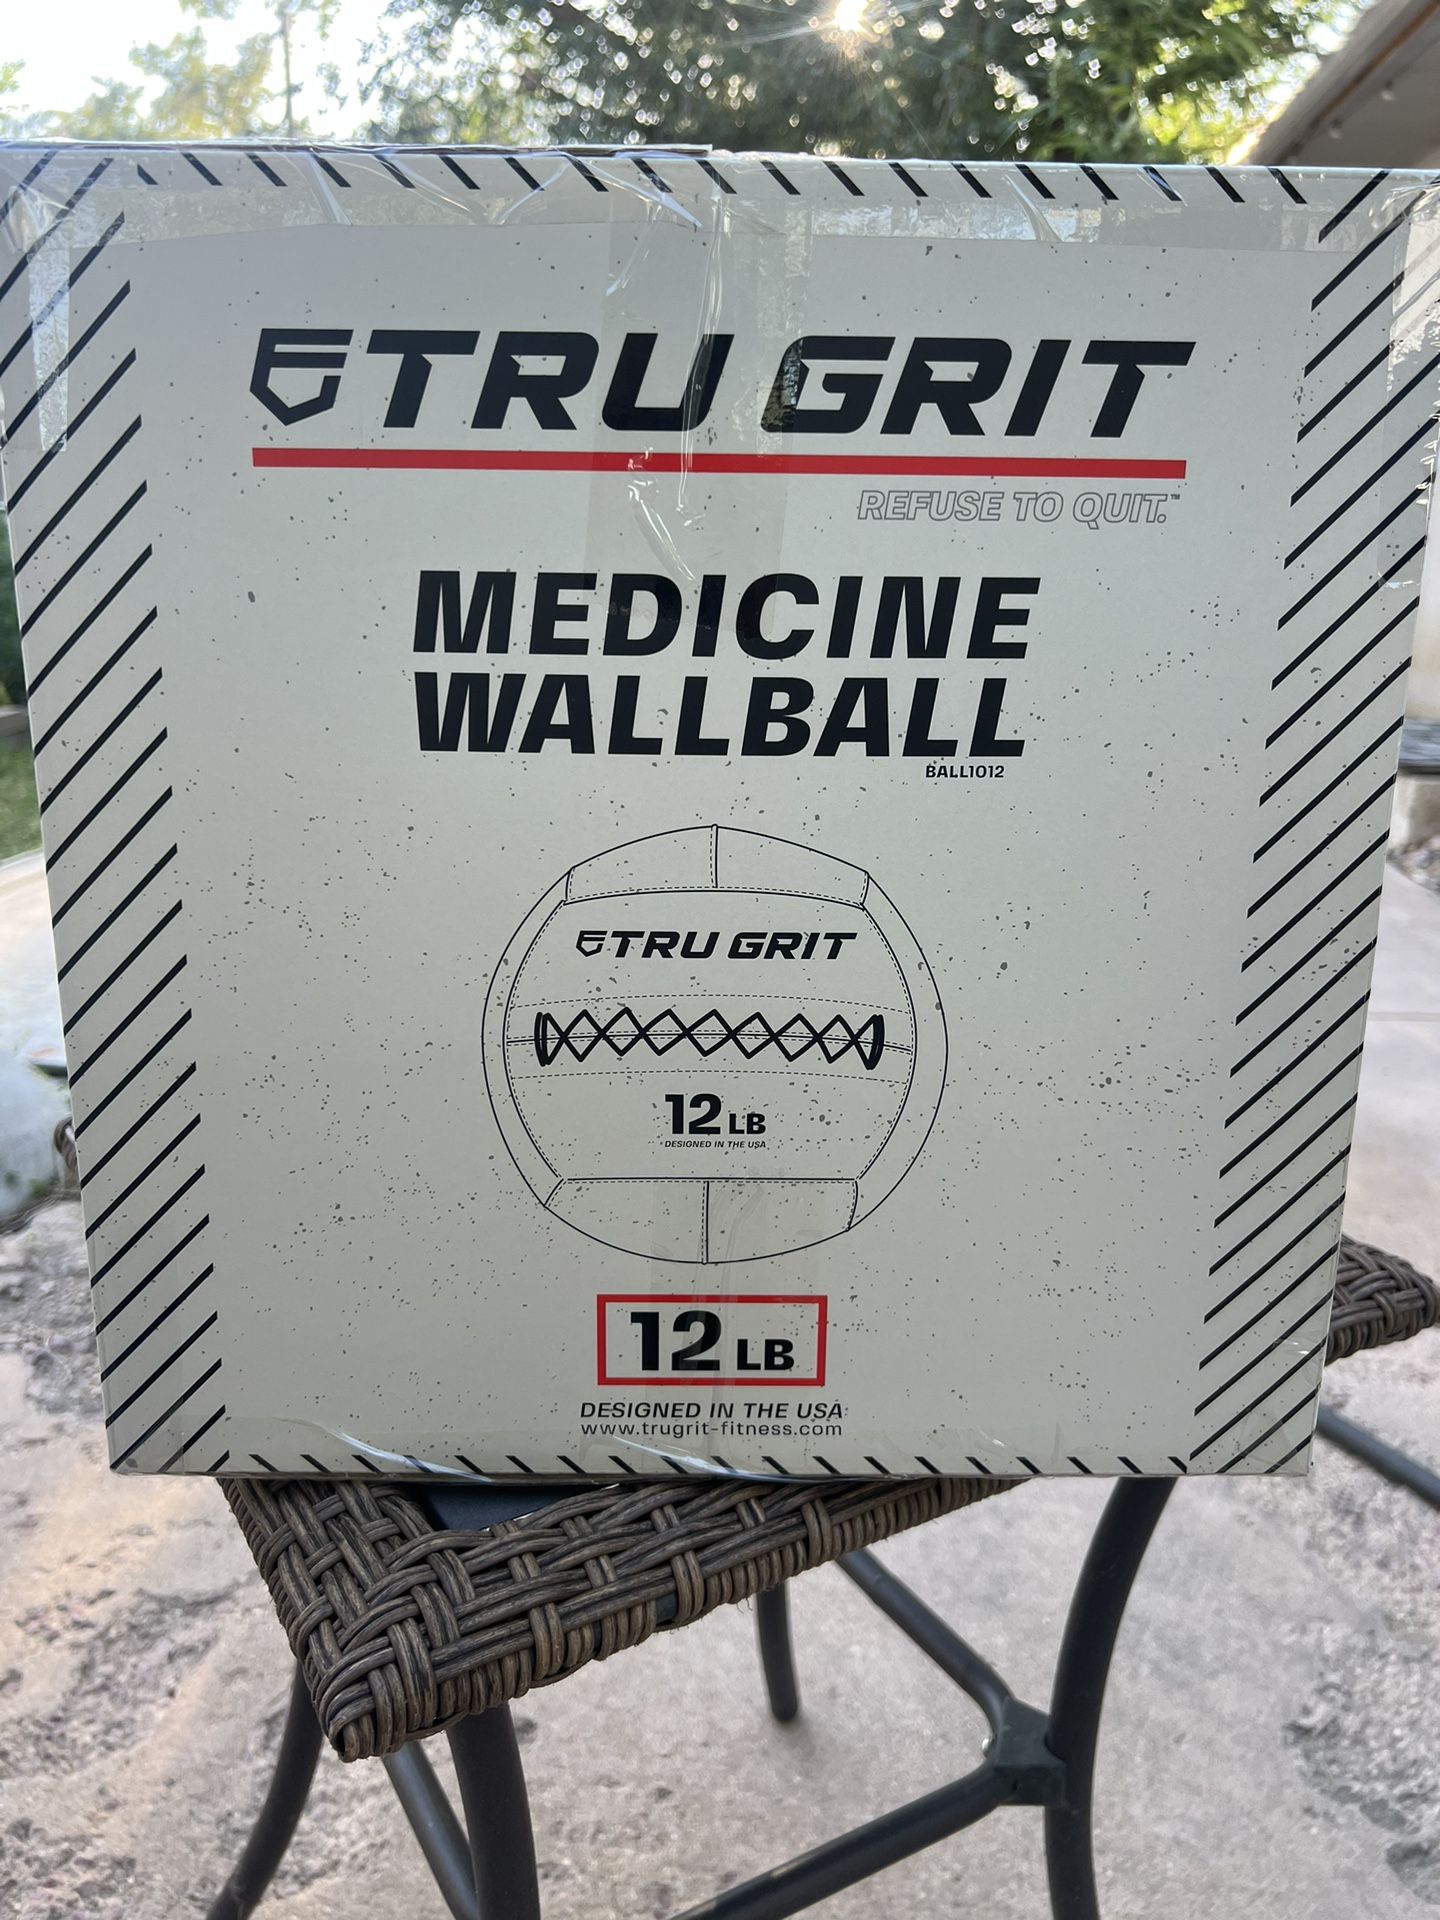 TRU GRIT
REFUSE TO QUIT.™
MEDICINE
WALLBALL
BALL1012
TRU GRIT
12 LB
DESIGNED IN THE USA
12 LB
DESIGNED IN THE USA
www.trugrit-fitness.com